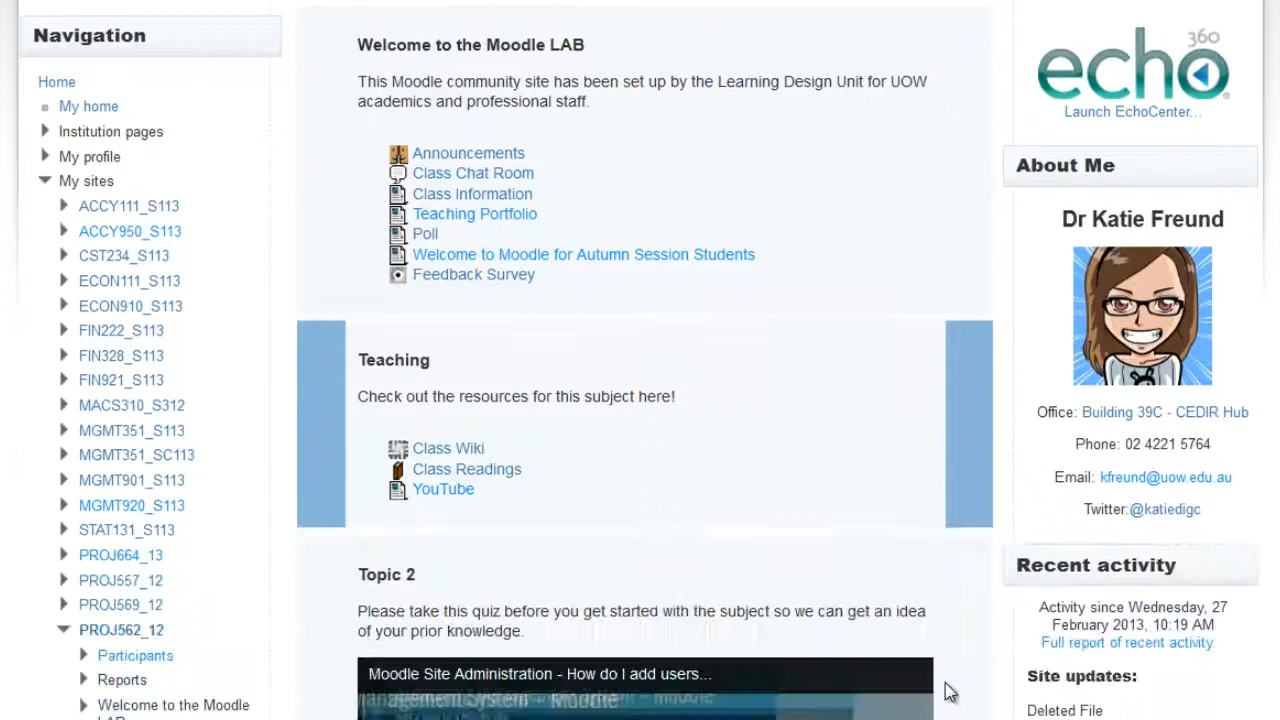 Navigation
Home
My home
Institution pages
My profile
My sites
ACCY111_S113
ACCY950_S113
CST234_S113
ECON111_S113
ECON910_S113
FIN222_S113
FIN328_S113
FIN921_S113
MACS310_S312
MGMT351_S113
MGMT351_SC113
MGMT901_S113
MGMT920_S113
STAT131_S113
PROJ664_13
PROJ557_12
PROJ569_12
PROJ562_12
Participants
Reports
Welcome to the Moodle
LAB
Welcome to the Moodle LAB
This Moodle community site has been set up by the Learning Design Unit for UOW
academics and professional staff.
Announcements
Class Chat Room
Class Information
Teaching Portfolio
Poll
Welcome to Moodle for Autumn Session Students
Feedback Survey
Teaching
Check out the resources for this subject here!
Class Wiki
Class Readings
YouTube
Topic 2
Please take this quiz before you get started with the subject so we can get an idea
of your prior knowledge.
Moodle Site Administration - How do I add users...
echo 360
Launch EchoCenter...
About Me
Dr Katie Freund
Office: Building 39C - CEDIR Hub
Phone: 02 4221 5764
Email: kfreund@uow.edu.au
Twitter:@katiedigc
Recent activity
Activity since Wednesday, 27
February 2013, 10:19 AM
Full report of recent activity...
Site updates:
Deleted File